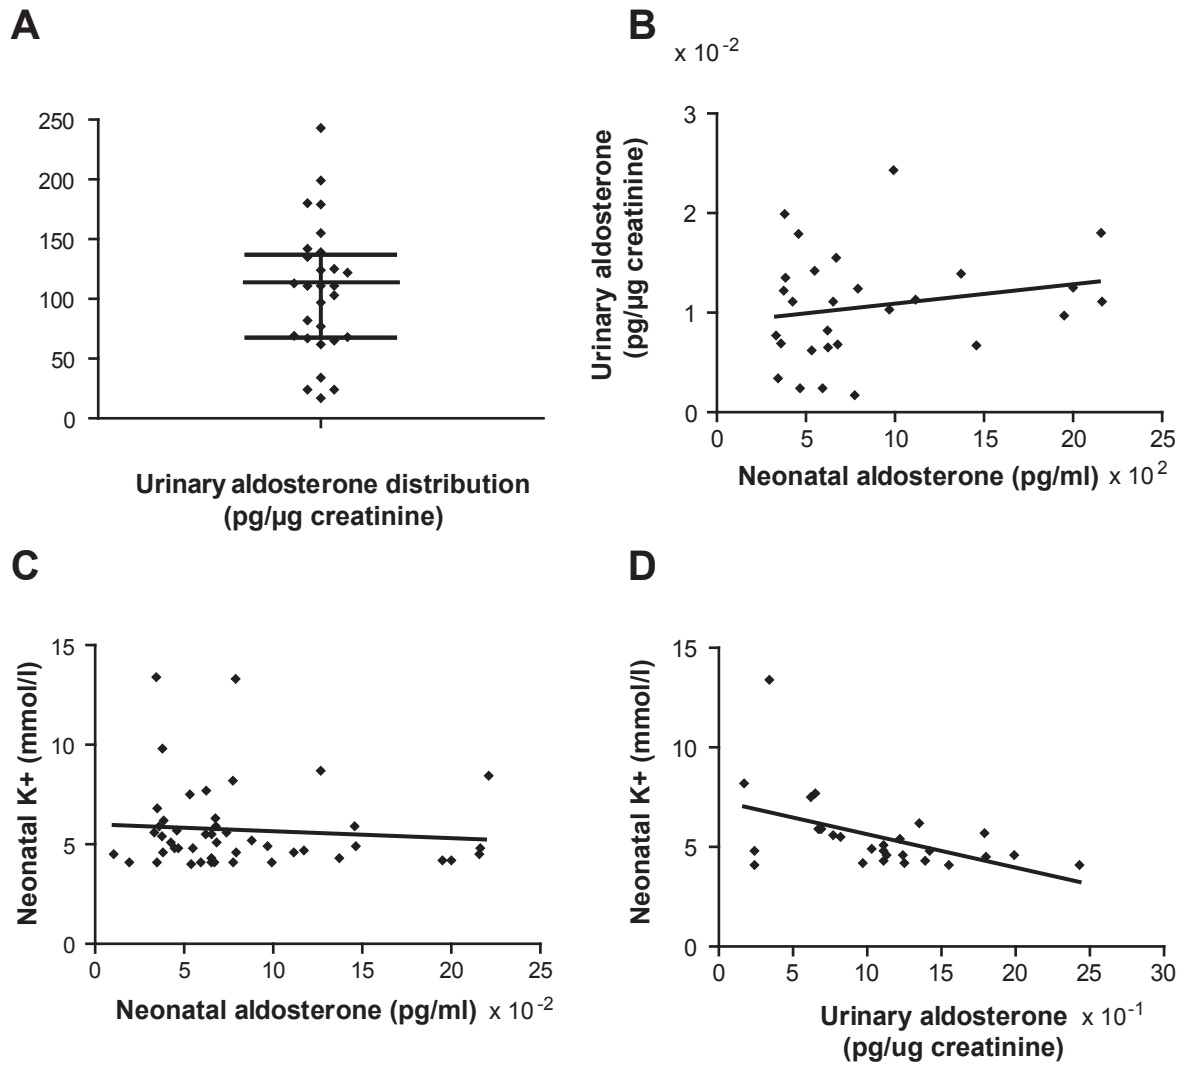 A
250
200
150
100
50
0
Urinary aldosterone distribution
(pg/µg creatinine)
B
x 10-2
Urinary aldosterone
(pg/µg creatinine)
3
2
1
0
0 5 10 15 20 25
Neonatal aldosterone (pg/ml) x 10²
C
Neonatal K+ (mmol/l)
15
10
5
0
0 5 10 15 20 25
Neonatal aldosterone (pg/ml) x 10-2
D
Neonatal K+ (mmol/l)
15
10
5
0
0 5 10 15 20 25 30
Urinary aldosterone x 10-1
(pg/ug creatinine)